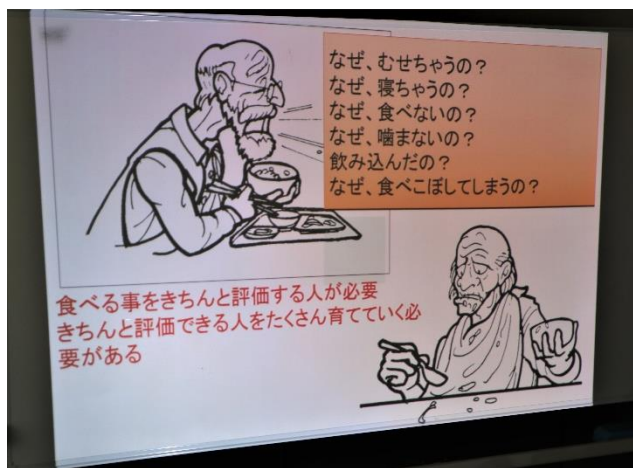 なぜ、むせちゃうの？
なぜ、寝ちゃうの？
なぜ、食べないの？
なぜ、噛まないの？
飲み込んだの？
なぜ、食べこぼしてしまうの？
食べる事をきちんと評価する人が必要
きちんと評価できる人をたくさん育てていく必
要がある